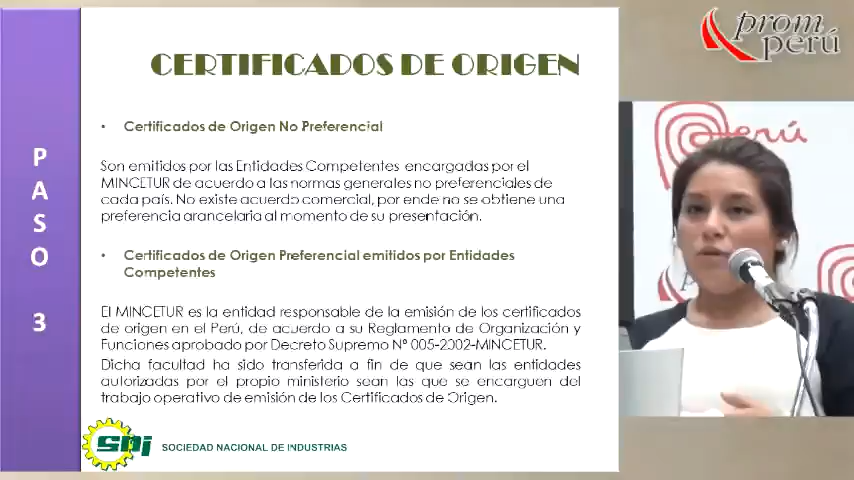 CERTIFICADOS DE ORIGEN
• Certificados de Origen No Preferencial
Son emitidos por las Entidades Competentes encargadas por el
MINCETUR de acuerdo a las normas generales no preferenciales de
cada país. No existe acuerdo comercial, por ende no se obtiene una
preferencia arancelaria al momento de su presentación.
• Certificados de Origen Preferencial emitidos por Entidades
Competentes
El MINCETUR es la entidad responsable de la emisión de los certificados
de origen en el Perú, de acuerdo a su Reglamento de Organización y
Funciones aprobado por Decreto Supremo Nº 005-2002-MINCETUR.
Dicha facultad ha sido transferida a fin de que sean las entidades
autorizadas por el propio ministerio sean las que se encarguen del
trabajo operativo de emisión de los Certificados de Origen.
PASO
3
SNI
SOCIEDAD NACIONAL DE INDUSTRIAS
prom
perú
Perú